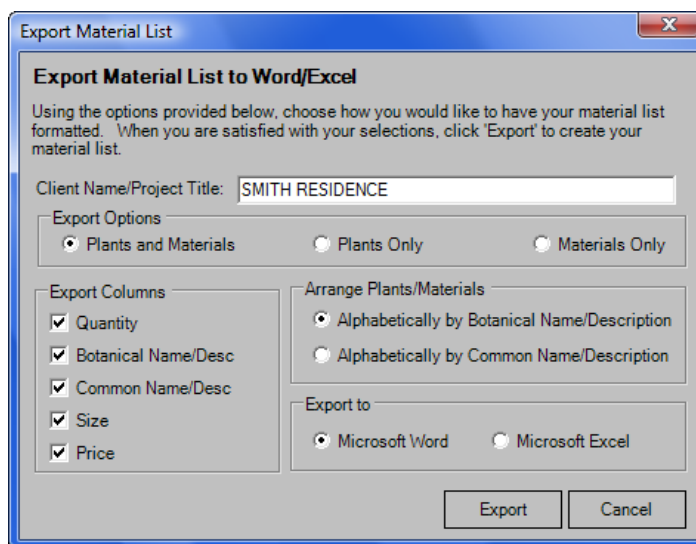 Export Material List
Export Material List to Word/Excel
Using the options provided below, choose how you would like to have your material list
formatted.   When you are satisfied with your selections, click 'Export' to create your
material list.
Client Name/Project Title: SMITH RESIDENCE
Export Options
Plants and Materials Plants Only Materials Only
Export Columns
Quantity
Botanical Name/Desc
Common Name/Desc
Size
Price
Arrange Plants/Materials
Alphabetically by Botanical Name/Description
Alphabetically by Common Name/Description
Export to
Microsoft Word Microsoft Excel
Export Cancel